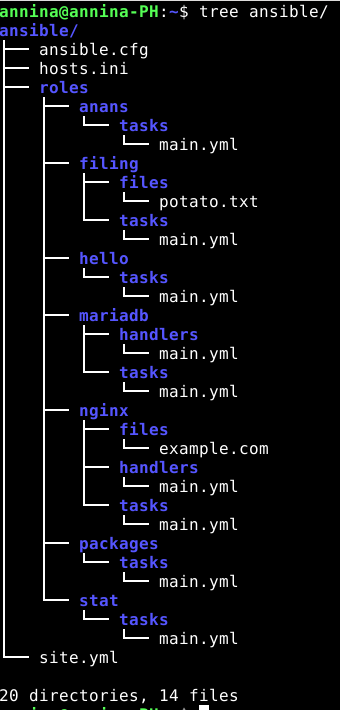 annina@annina-PH:~$ tree ansible/
ansible/
├── ansible.cfg
├── hosts.ini
├── roles
│   ├── anans
│   │   └── tasks
│   │       └── main.yml
│   ├── filing
│   │   ├── files
│   │   │   └── potato.txt
│   │   └── tasks
│   │       └── main.yml
│   ├── hello
│   │   └── tasks
│   │       └── main.yml
│   ├── mariadb
│   │   ├── handlers
│   │   │   └── main.yml
│   │   └── tasks
│   │       └── main.yml
│   ├── nginx
│   │   ├── files
│   │   │   └── example.com
│   │   ├── handlers
│   │   │   └── main.yml
│   │   └── tasks
│   │       └── main.yml
│   ├── packages
│   │   └── tasks
│   │       └── main.yml
│   └── stat
│       └── tasks
│           └── main.yml
└── site.yml
20 directories, 14 files